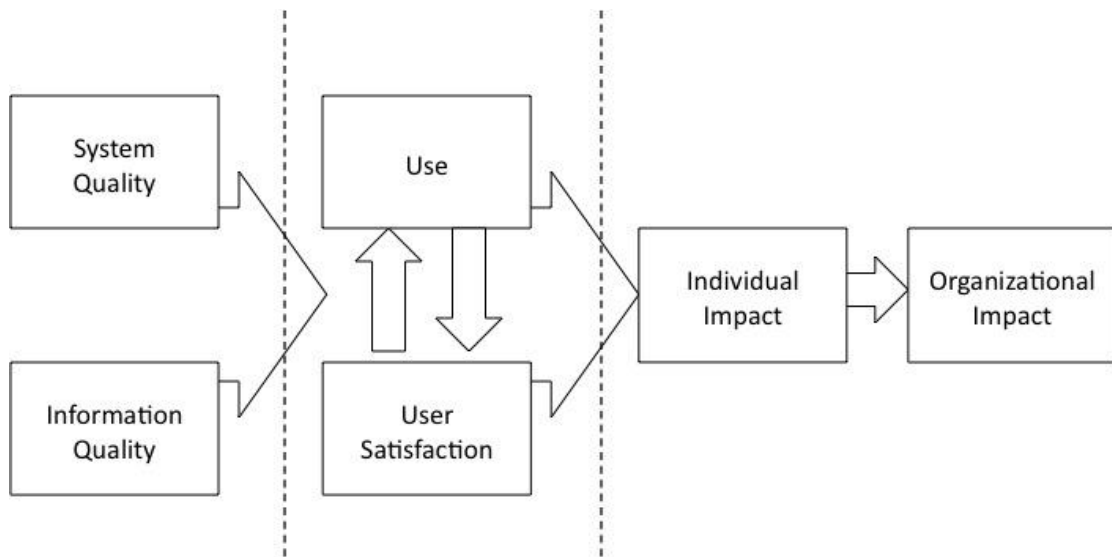 System
Quality
Use
Individual
Impact
Organizational
Impact
Information
Quality
User
Satisfaction